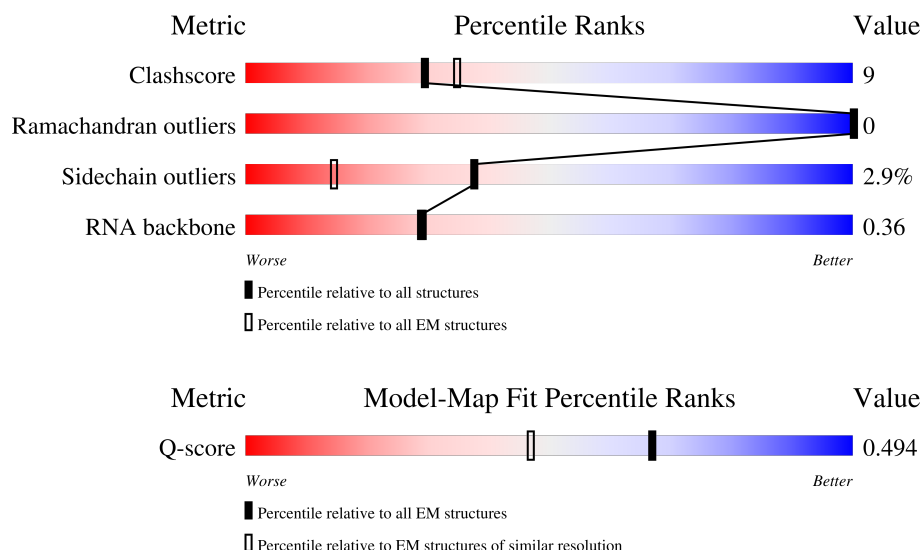 Metric Percentile Ranks Value
Clashscore 9
Ramachandran outliers 0
Sidechain outliers 2.9%
RNA backbone 0.36
Worse Better
Percentile relative to all structures
Percentile relative to all EM structures
Metric Model-Map Fit Percentile Ranks Value
Q-score 0.494
Worse Better
Percentile relative to all EM structures
Percentile relative to EM structures of similar resolution